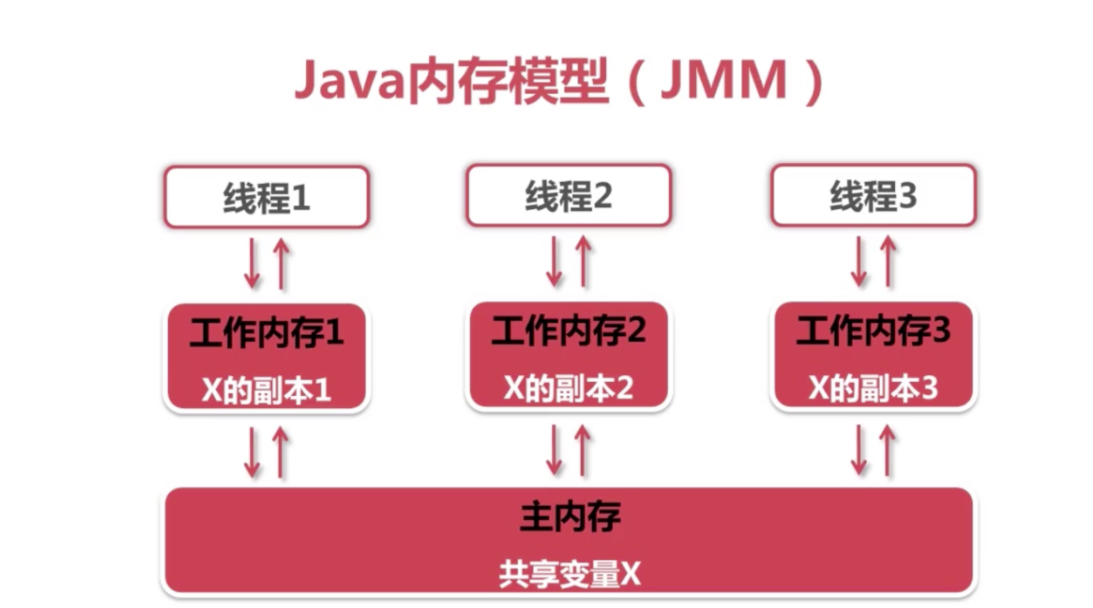 Java内存模型（JMM）
线程1
线程2
线程3
工作内存1
X的副本1
工作内存2
X的副本2
工作内存3
X的副本3
主内存
共享变量X